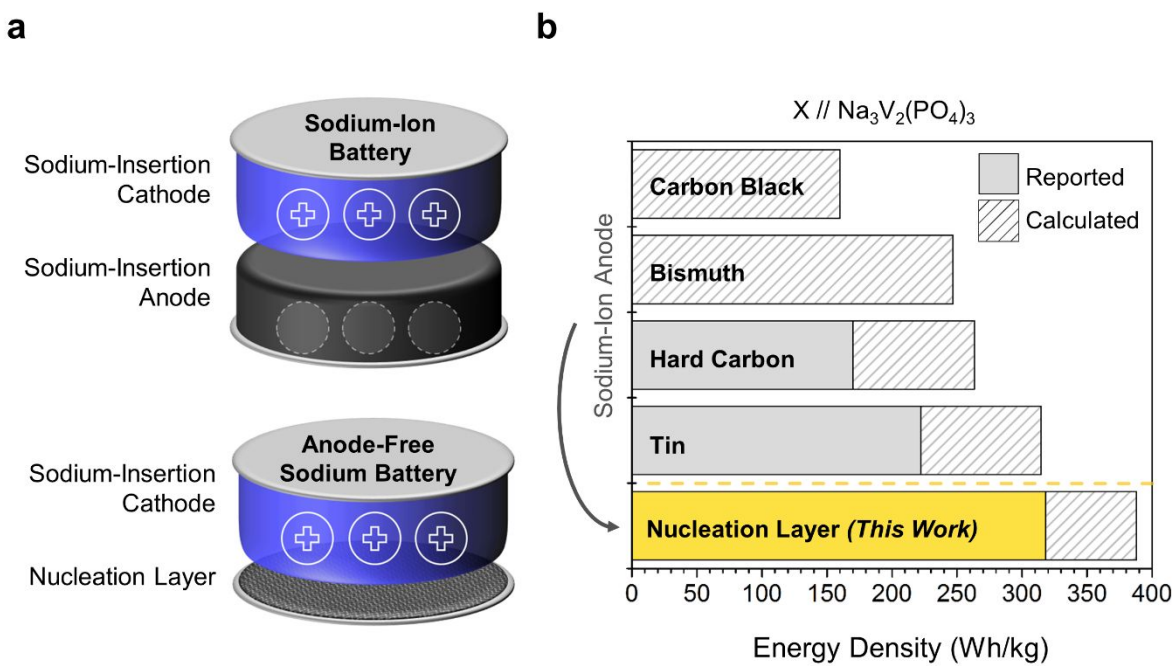 a
Sodium-Ion
Battery
Sodium-Insertion
Cathode
Sodium-Insertion
Anode
Anode-Free
Sodium Battery
Sodium-Insertion
Cathode
Nucleation Layer
b
X // Na₃V₂(PO₄)₃
Sodium-Ion Anode
Carbon Black
Bismuth
Hard Carbon
Tin
Nucleation Layer (This Work)
Reported
Calculated
0 50 100 150 200 250 300 350 400
Energy Density (Wh/kg)